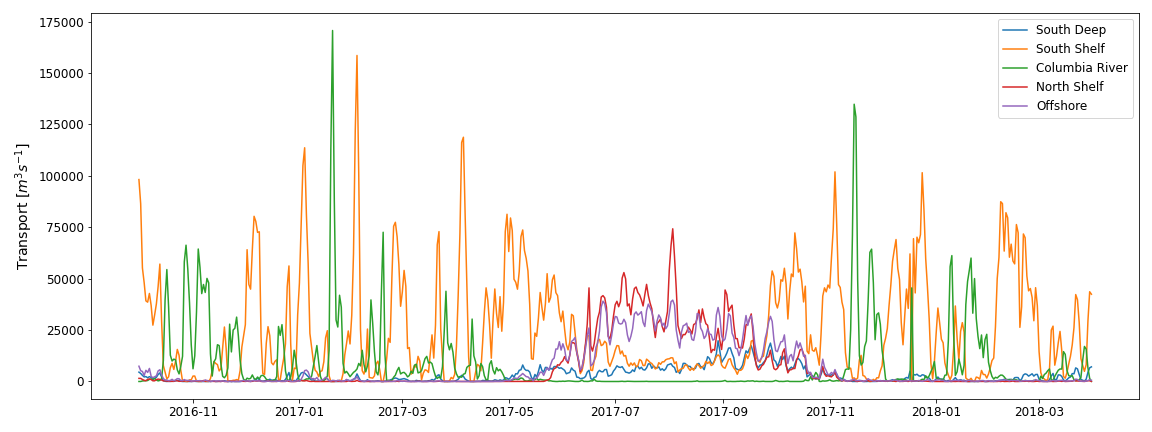 175000
150000
125000
100000
75000
50000
25000
0
Transport [m³s⁻¹]
2016-11 2017-01 2017-03 2017-05 2017-07 2017-09 2017-11 2018-01 2018-03
South Deep
South Shelf
Columbia River
North Shelf
Offshore